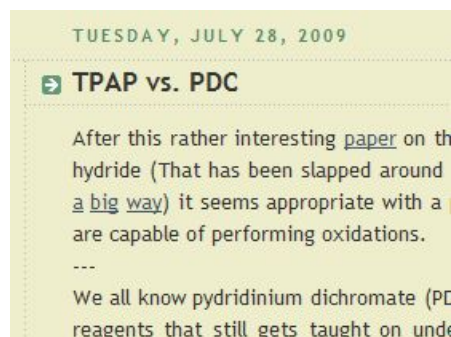 TUESDAY, JULY 28, 2009
TPAP vs. PDC
After this rather interesting paper on th
hydride (That has been slapped around
a big way) it seems appropriate with a
are capable of performing oxidations.
---
We all know pydridinium dichromate (PD
reagents that still gets taught on unde